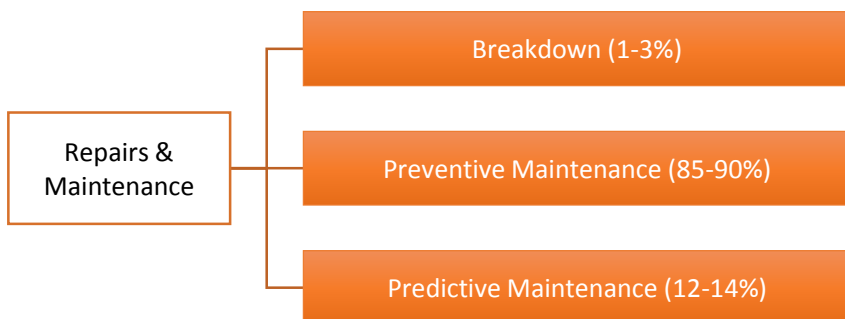 Repairs &
Maintenance
Breakdown (1-3%)
Preventive Maintenance (85-90%)
Predictive Maintenance (12-14%)